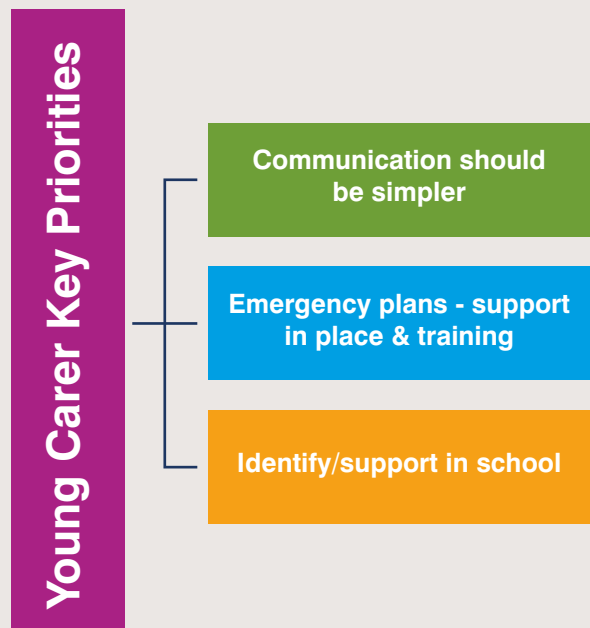 Young Carer Key Priorities
Communication should
be simpler
Emergency plans - support
in place & training
Identify/support in school